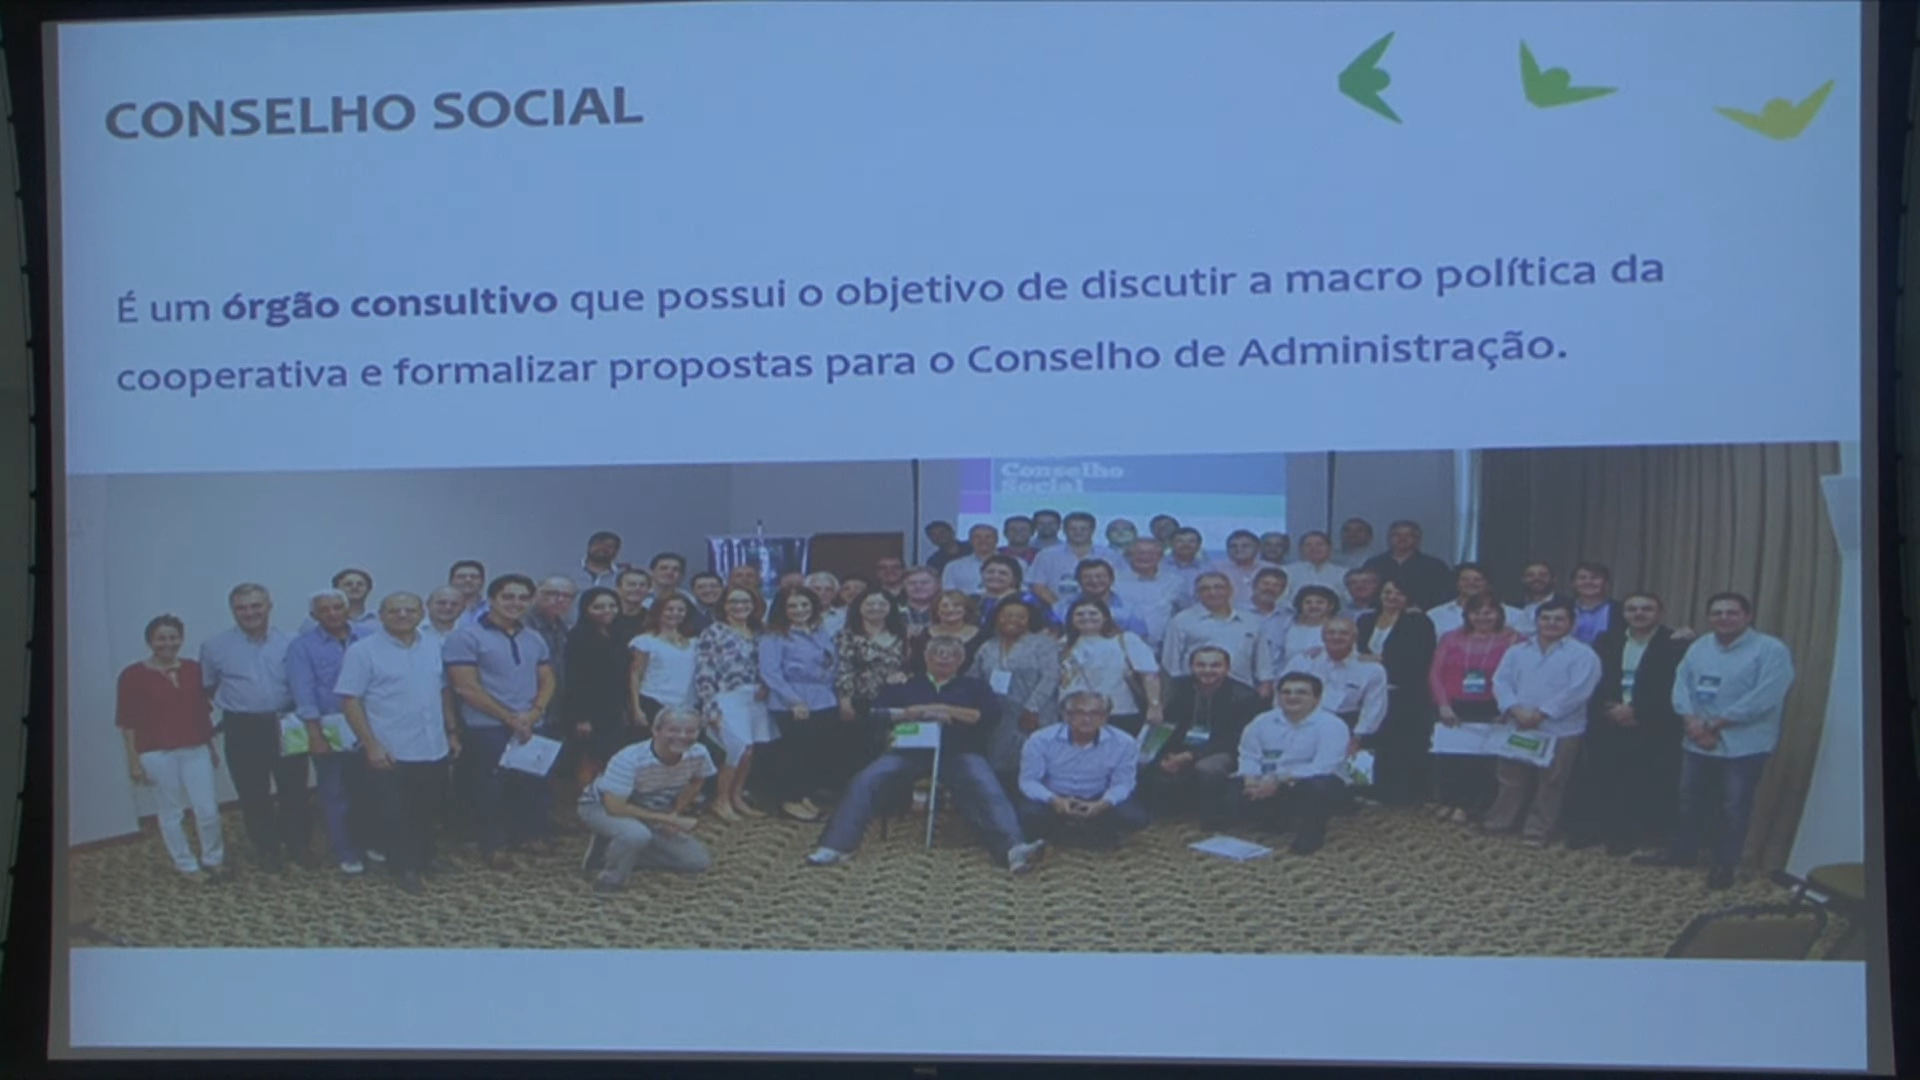 CONSELHO SOCIAL
É um órgão consultivo que possui o objetivo de discutir a macro política da
cooperativa e formalizar propostas para o Conselho de Administração.
Conselho
Social